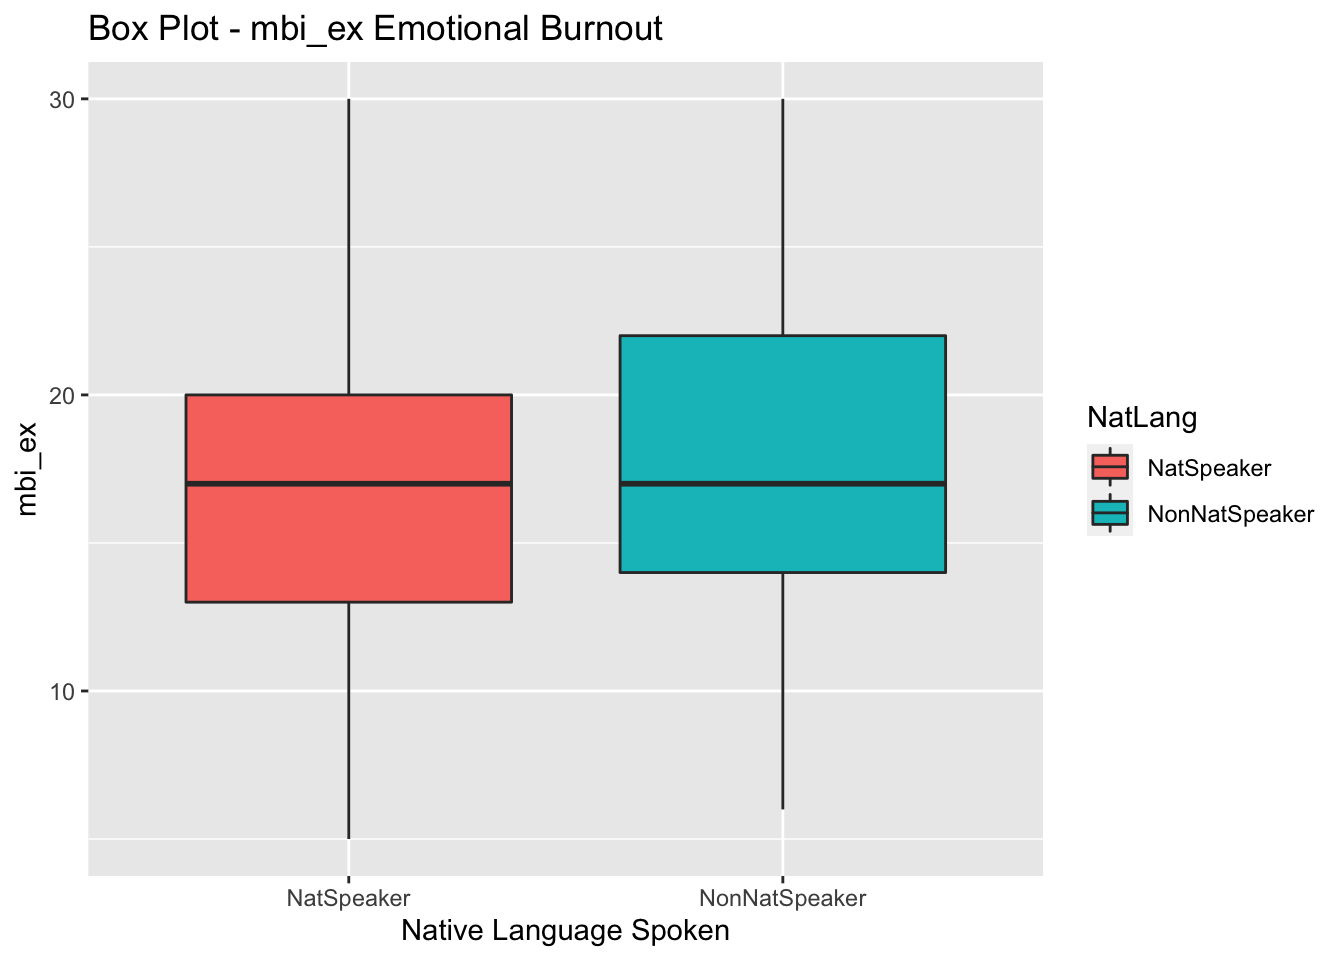 Box Plot - mbi_ex Emotional Burnout
30
20
10
mbi_ex
NatSpeaker
NonNatSpeaker
Native Language Spoken
NatLang
NatSpeaker
NonNatSpeaker